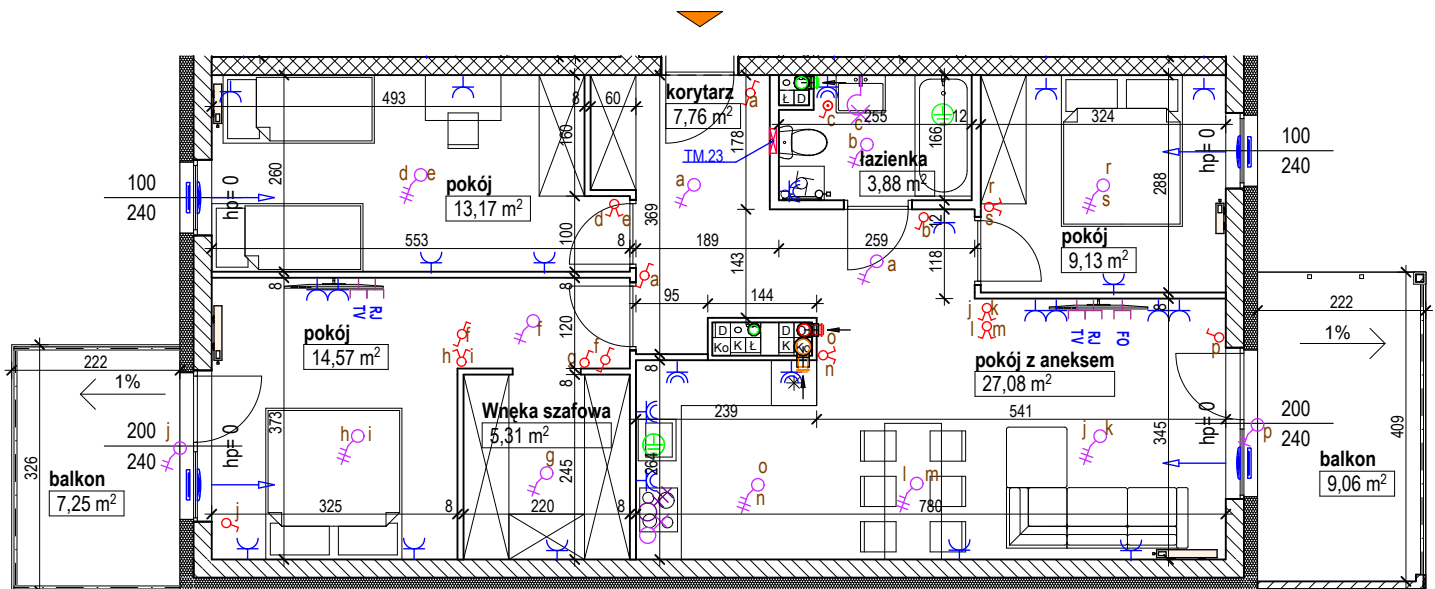 korytarz
7,76 m²
493
8
60
160
178
a
Ł
D
c
c
255
12
166
b
324
TM.23
łazienka
3,88 m²
100
240
hp= 0
260
d
e
pokój
13,17 m²
a
r
s
288
hp= 0
100
240
d
e
r
s
b
12
pokój
9,13 m²
553
100
8
369
189
143
259
118
a
a
8
8
95
144
8
222
RJ
TV
pokój
14,57 m²
f
f
120
h
i
g
f
D
Ko
K
Ł
D
K
Ko
o
n
j
k
l
m
TV
RJ
FO
p
1%
pokój z aneksem
27,08 m²
222
1%
8
8
Wnęka szafowa
5,31 m²
239
541
hp= 0
j
200
240
hp= 0
373
h
i
g
245
264
o
n
l
m
j
k
345
200
240
p
409
326
balkon
7,25 m²
balkon
9,06 m²
j
325
8
220
8
780